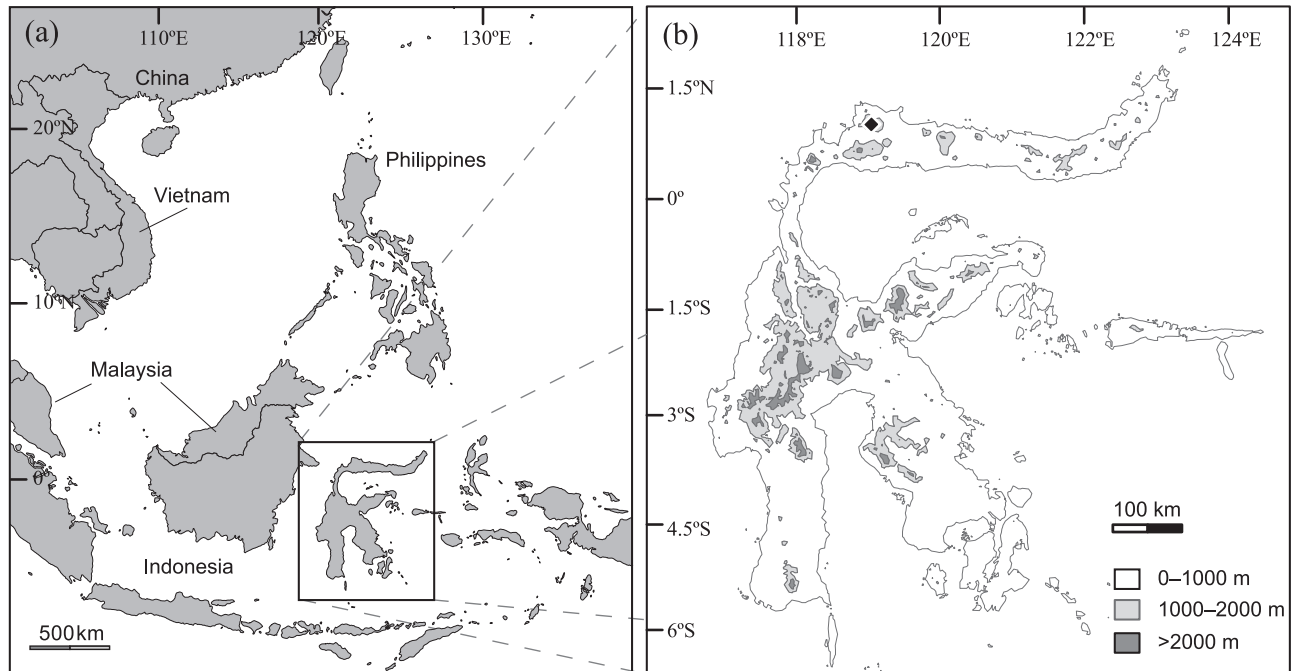 (a)
110ºE
120ºE
130ºE
China
20ºN
Philippines
Vietnam
10ºN
Malaysia
0º
Indonesia
500km
(b)
118ºE
120ºE
122ºE
124ºE
1.5ºN
0º
1.5ºS
3ºS
4.5ºS
6ºS
100 km
0–1000 m
1000–2000 m
>2000 m